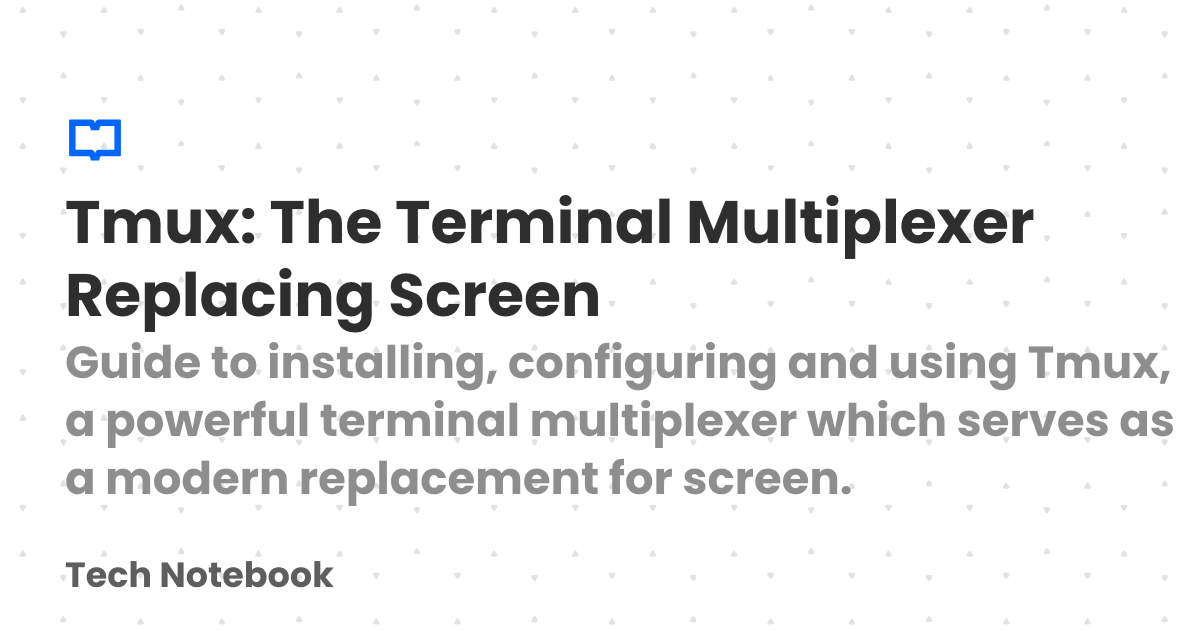 Tmux: The Terminal Multiplexer
Replacing Screen
Guide to installing, configuring and using Tmux,
a powerful terminal multiplexer which serves as
a modern replacement for screen.
Tech Notebook